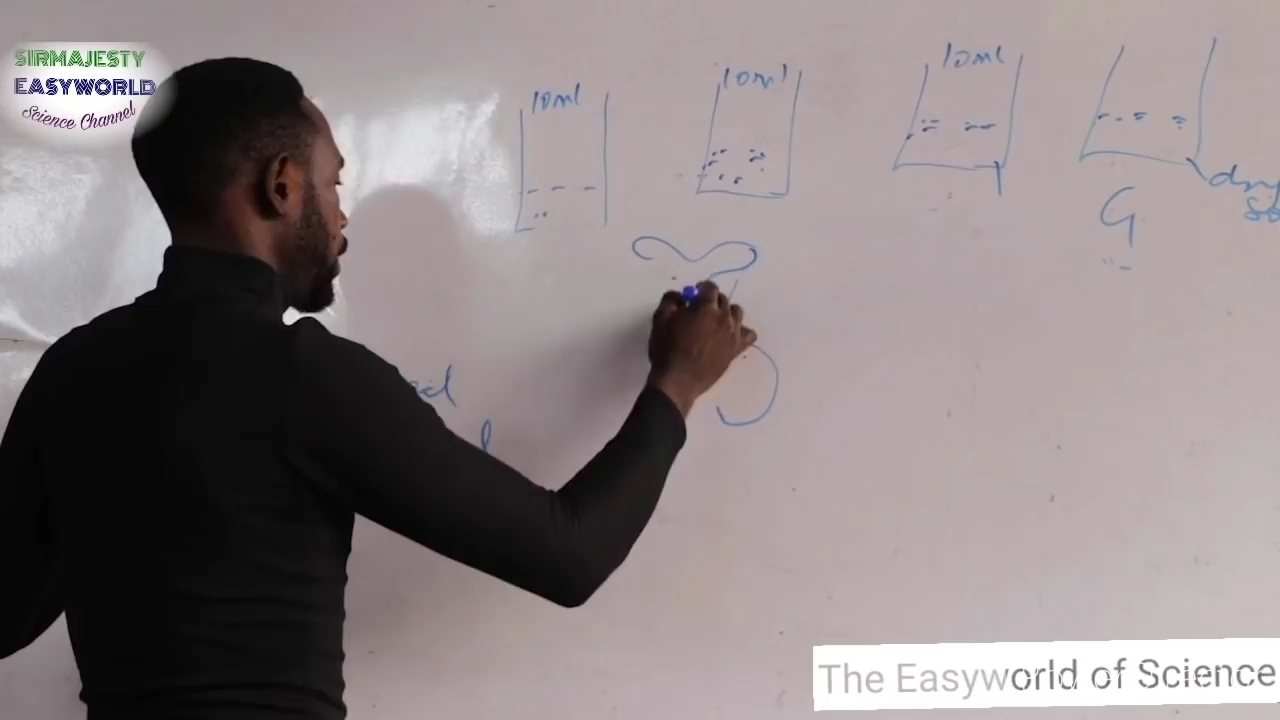 SIRMAJESTY
EASYWORLD
Science Channel
10ml
10ml
10ml
G
The Easyworld of Science